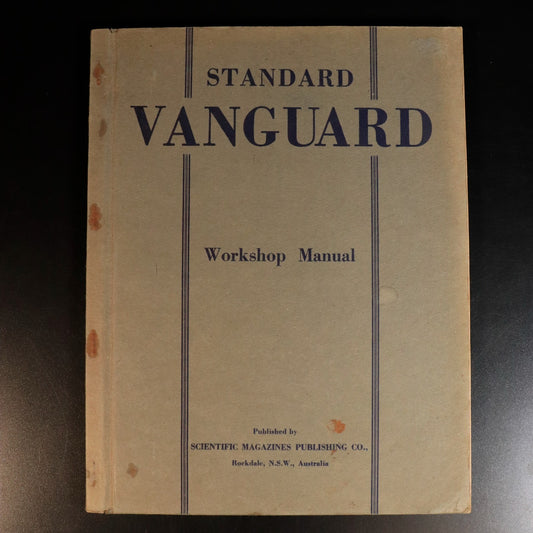 STANDARD
VANGUARD
Workshop Manual
Published by
SCIENTIFIC MAGAZINES PUBLISHING CO.,
Rockdale, N.S.W., Australia